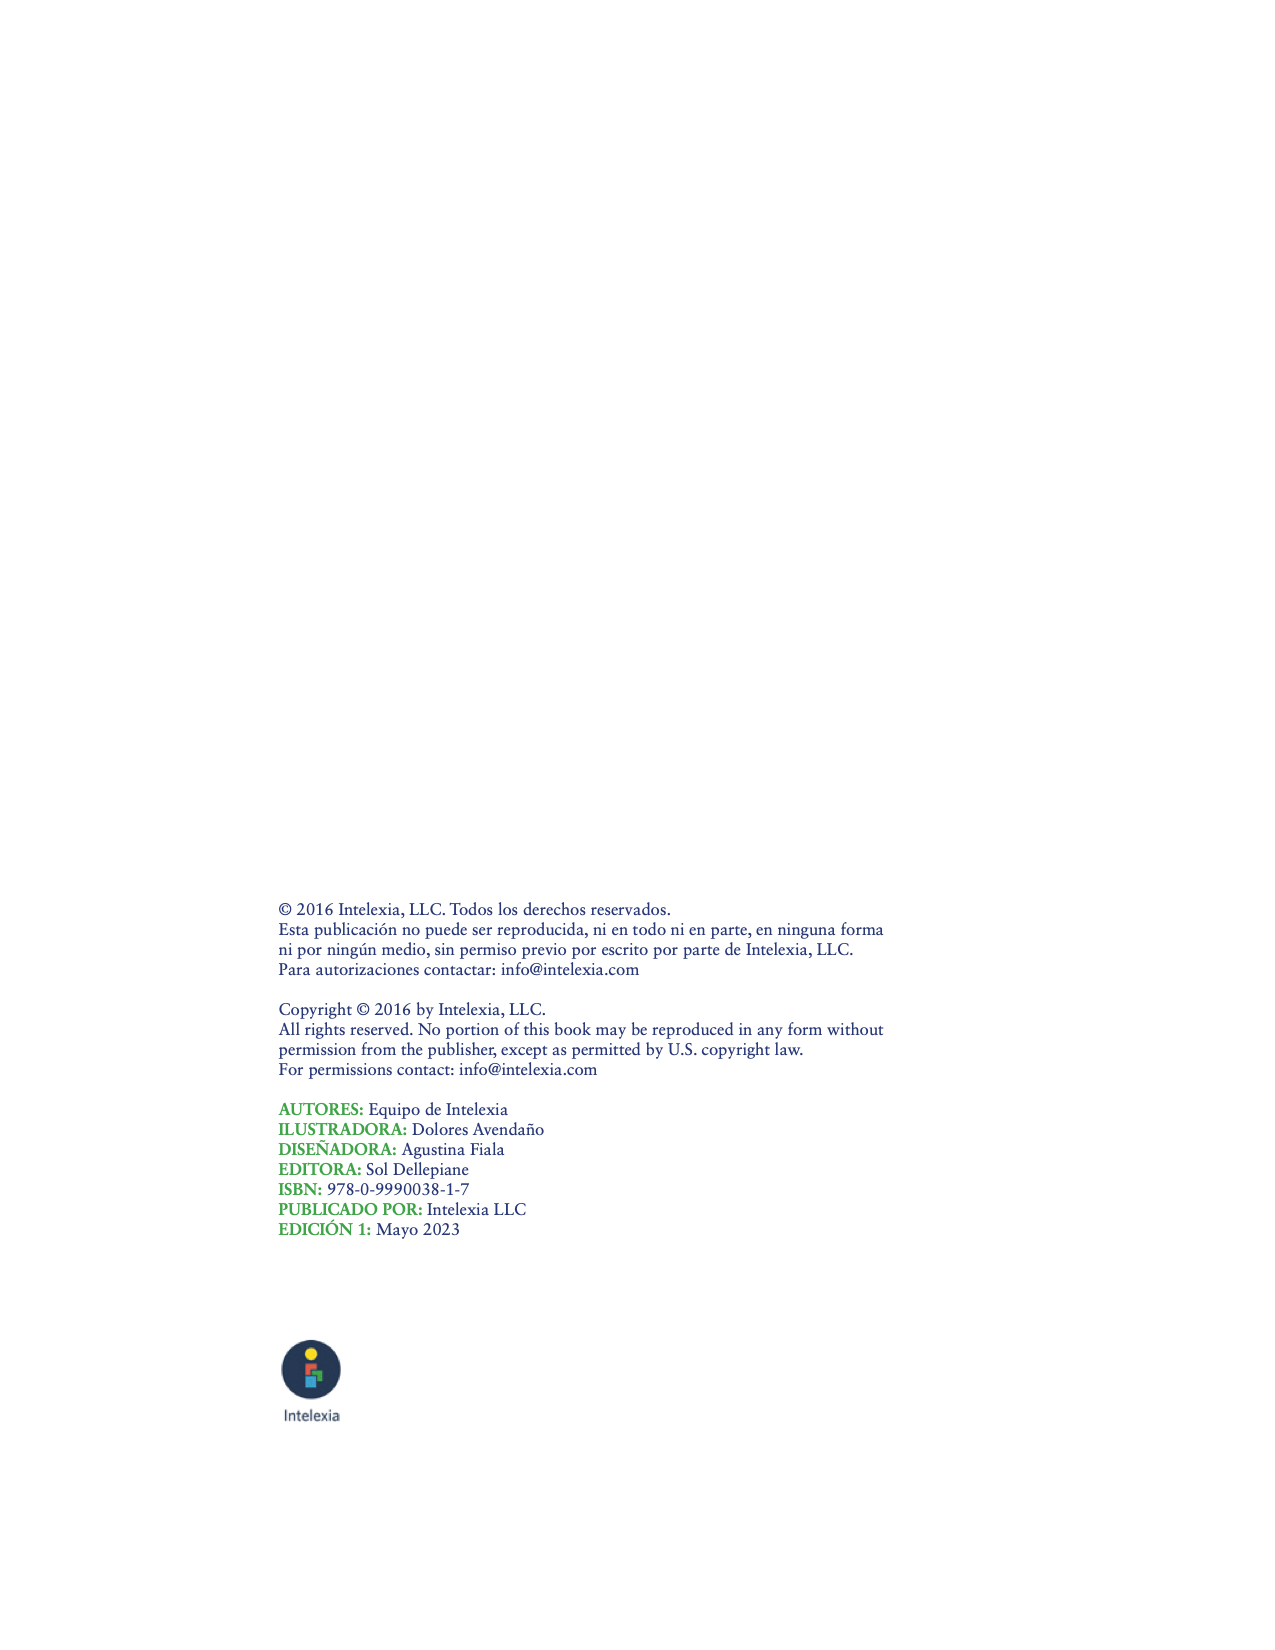 © 2016 Intelexia, LLC. Todos los derechos reservados.
Esta publicación no puede ser reproducida, ni en todo ni en parte, en ninguna forma
ni por ningún medio, sin permiso previo por escrito por parte de Intelexia, LLC.
Para autorizaciones contactar: info@intelexia.com
Copyright © 2016 by Intelexia, LLC.
All rights reserved. No portion of this book may be reproduced in any form without
permission from the publisher, except as permitted by U.S. copyright law.
For permissions contact: info@intelexia.com
AUTORES: Equipo de Intelexia
ILUSTRADORA: Dolores Avendaño
DISEÑADORA: Agustina Fiala
EDITORA: Sol Dellepiane
ISBN: 978-0-9990038-1-7
PUBLICADO POR: Intelexia LLC
EDICIÓN 1: Mayo 2023
Intelexia